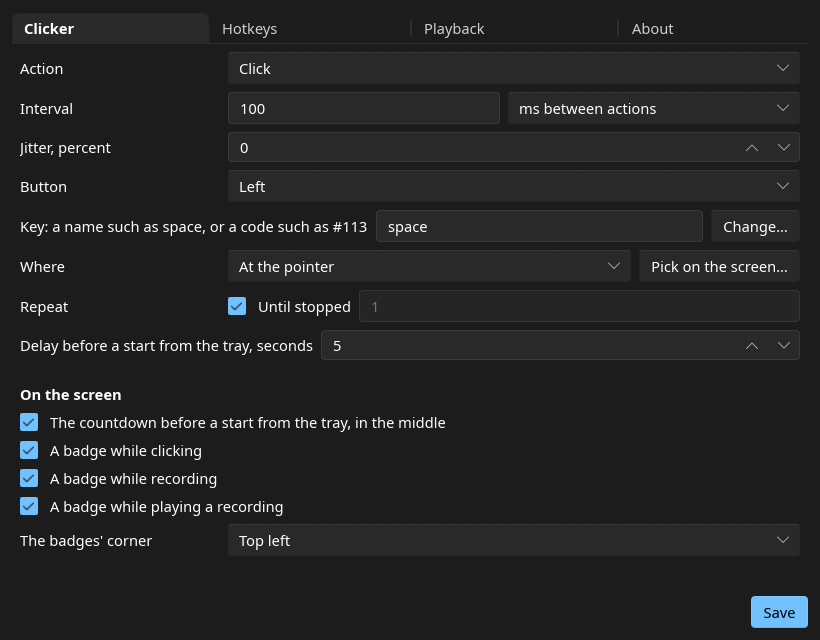 Clicker Hotkeys Playback About
Action Click
Interval 100 ms between actions
Jitter, percent 0
Button Left
Key: a name such as space, or a code such as #113 space Change...
Where At the pointer Pick on the screen...
Repeat Until stopped 1
Delay before a start from the tray, seconds 5
On the screen
The countdown before a start from the tray, in the middle
A badge while clicking
A badge while recording
A badge while playing a recording
The badges' corner Top left
Save